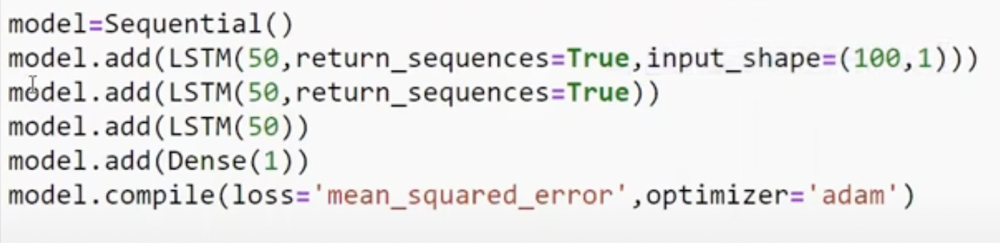 model=Sequential()
model.add(LSTM(50,return_sequences=True,input_shape=(100,1)))
model.add(LSTM(50,return_sequences=True))
model.add(LSTM(50))
model.add(Dense(1))
model.compile(loss='mean_squared_error',optimizer='adam')